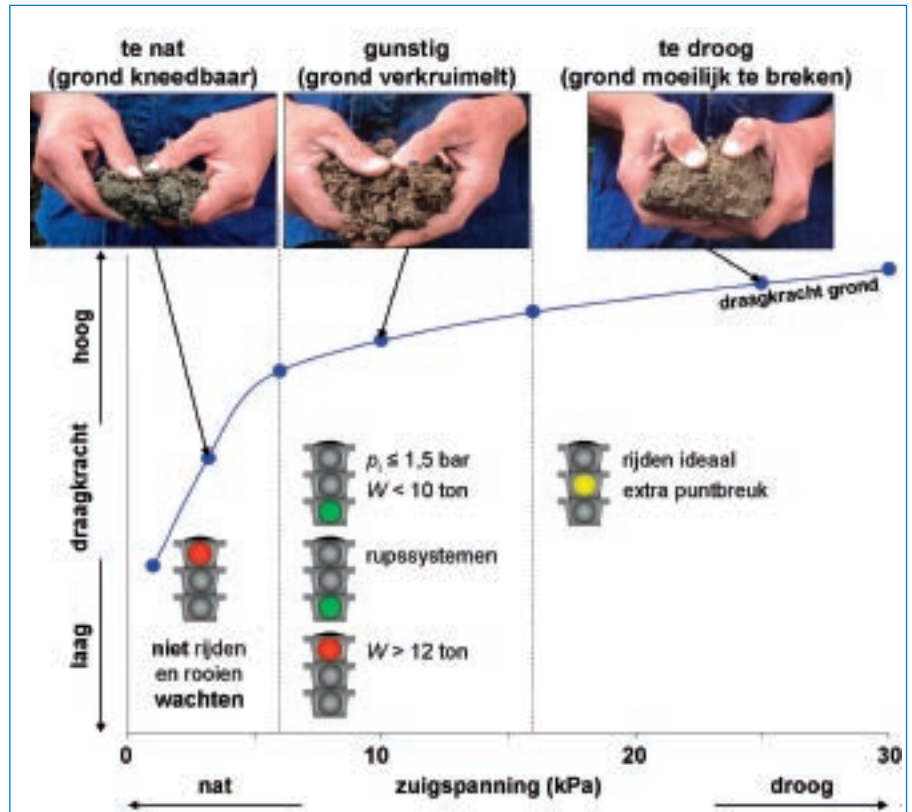 te nat
(grond kneedbaar)
gunstig
(grond verkruimelt)
te droog
(grond moeilijk te breken)
draagkracht grond
hoog
draagkracht
laag
pᵢ ≤ 1,5 bar
W < 10 ton
rupssystemen
W > 12 ton
rijden ideaal
extra puntbreuk
niet rijden
en rooien
wachten
0
10
20
30
nat
zuigspanning (kPa)
droog